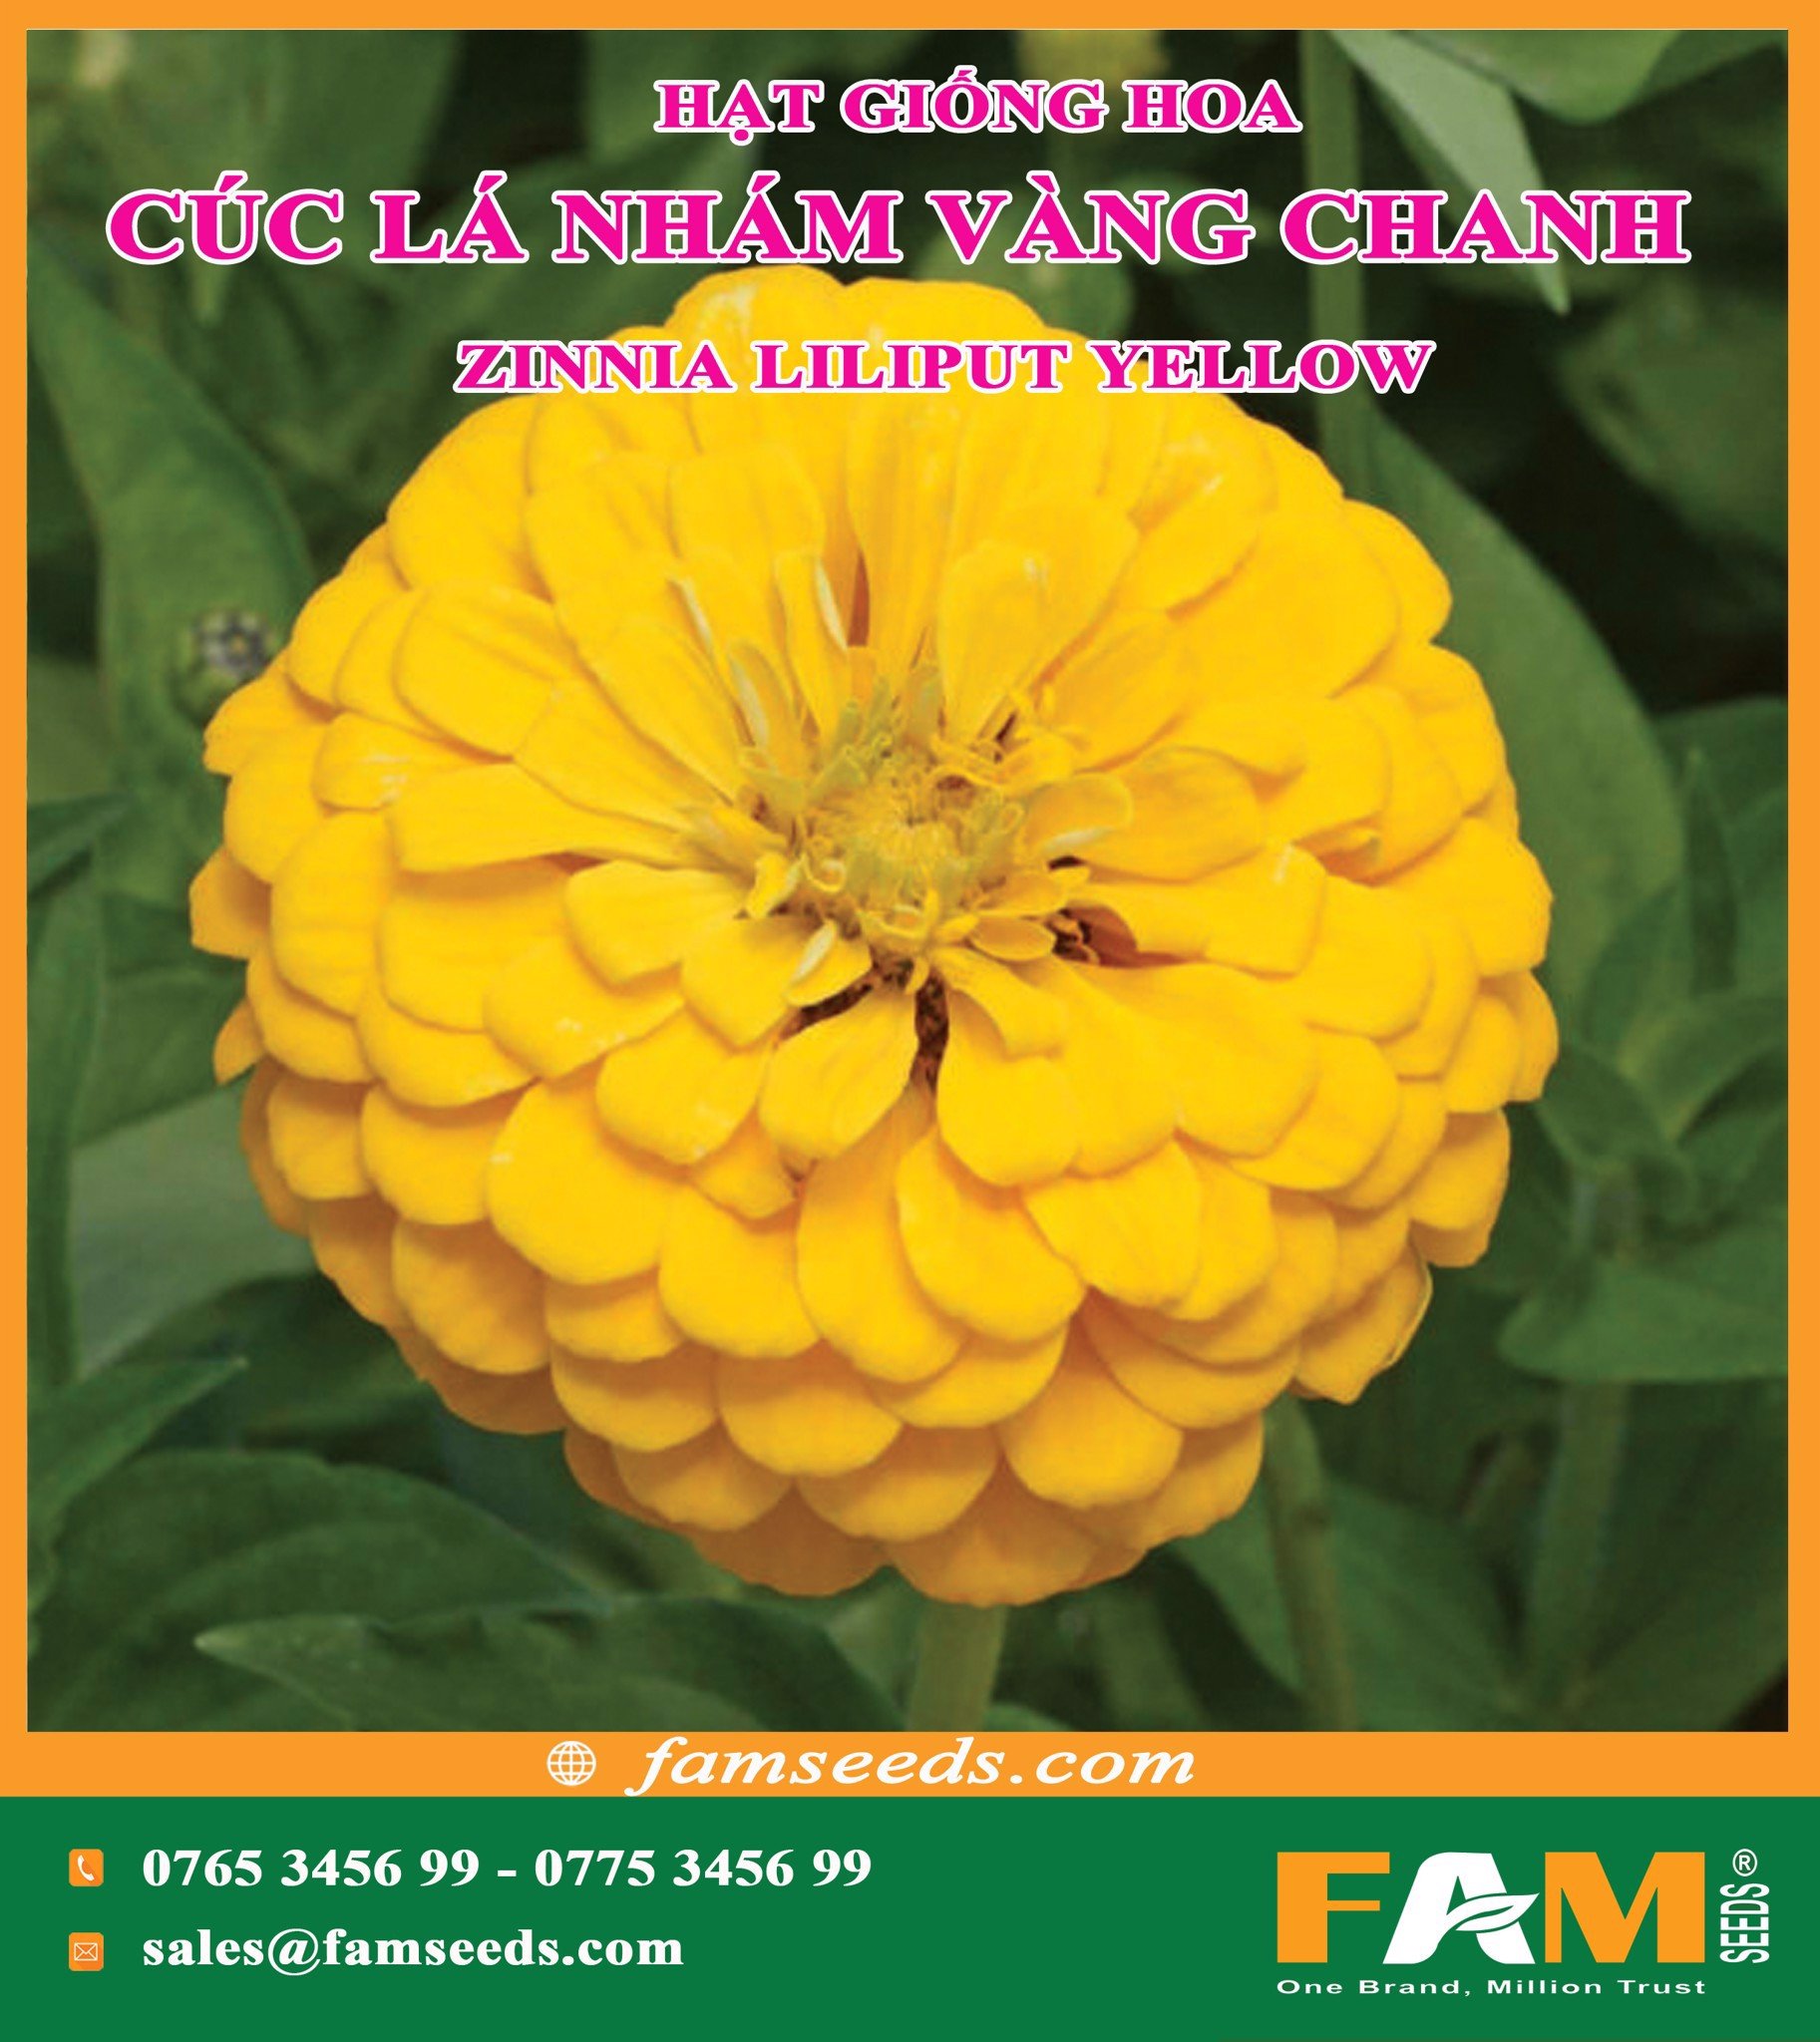 HẠT GIỐNG HOA
CÚC LÁ NHÁM VÀNG CHANH
ZINNIA LILIPUT YELLOW
famseeds.com
0765 3456 99 - 0775 3456 99
sales@famseeds.com
FAM SEEDS®
One Brand, Million Trust